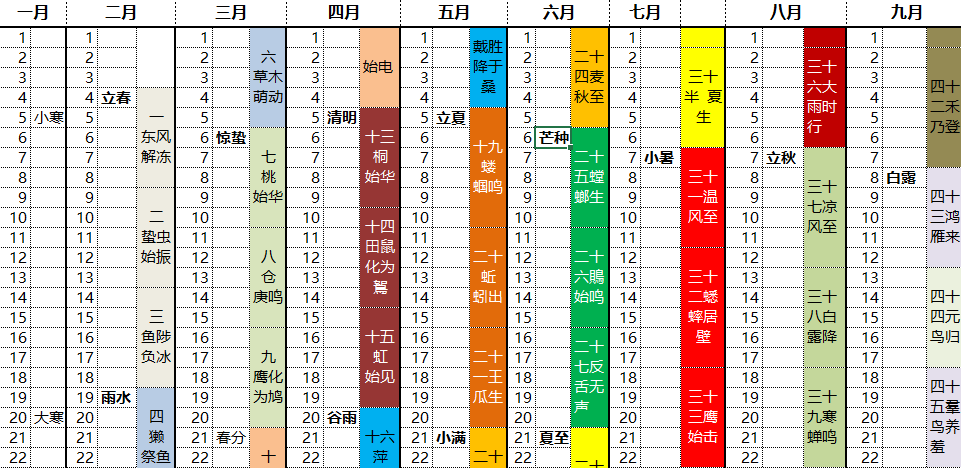 一月 二月 三月 四月 五月 六月 七月 八月 九月
1
2
3
4
5 小寒
6
7
8
9
10
11
12
13
14
15
16
17
18
19
20 大寒
21
22
1
2
3
4 立春
5
6
7
8
9
10
11
12
13
14
15
16
17
18
19 雨水
20
21
22
一
东风
解冻
二
蛰虫
始振
三
鱼陟
负冰
四
獭
祭鱼
1
2
3
4
5
6 惊蛰
7
8
9
10
11
12
13
14
15
16
17
18
19
20
21 春分
22
六
草木
萌动
七
桃
始华
八
仓
庚鸣
九
鹰化
为鸠
十
1
2
3
4
5 清明
6
7
8
9
10
11
12
13
14
15
16
17
18
19
20 谷雨
21
22
始电
十三
桐
始华
十四
田鼠
化为
鴽
十五
虹
始见
十六
萍
1
2
3
4
5 立夏
6
7
8
9
10
11
12
13
14
15
16
17
18
19
20
21 小满
22
戴胜
降于
桑
十九
蝼
蝈鸣
二十
蚯
蚓出
二十
一王
瓜生
二十
1
2
3
4
5
6 芒种
7
8
9
10
11
12
13
14
15
16
17
18
19
20
21 夏至
22
二十
四麦
秋至
二十
五螳
螂生
二十
六鵙
始鸣
二十
七反
舌无
声
二十
1
2
3
4
5
6
7 小暑
8
9
10
11
12
13
14
15
16
17
18
19
20
21
22
三十
半 夏
生
三十
一温
风至
三十
二蟋
蟀居
壁
三十
三鹰
始击
1
2
3
4
5
6
7 立秋
8
9
10
11
12
13
14
15
16
17
18
19
20
21
22
三十
六大
雨时
行
三十
七凉
风至
三十
八白
露降
三十
九寒
蝉鸣
1
2
3
4
5
6
7
8 白露
9
10
11
12
13
14
15
16
17
18
19
20
21
22
四十
二禾
乃登
四十
三鸿
雁来
四十
四元
鸟归
四十
五羣
鸟养
羞